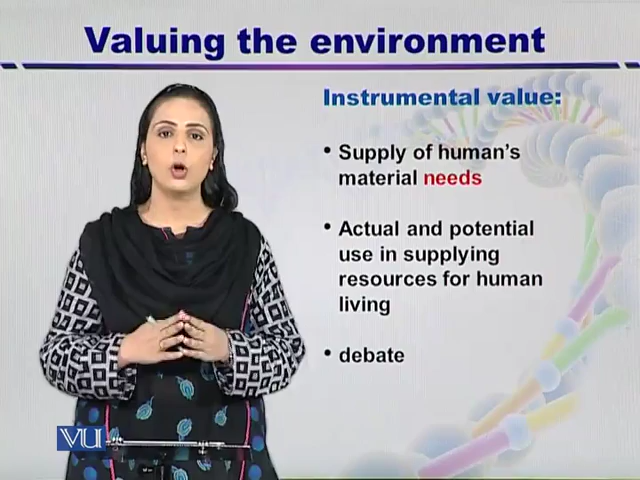 Valuing the environment
Instrumental value:
• Supply of human's
material needs
• Actual and potential
use in supplying
resources for human
living
• debate
VU